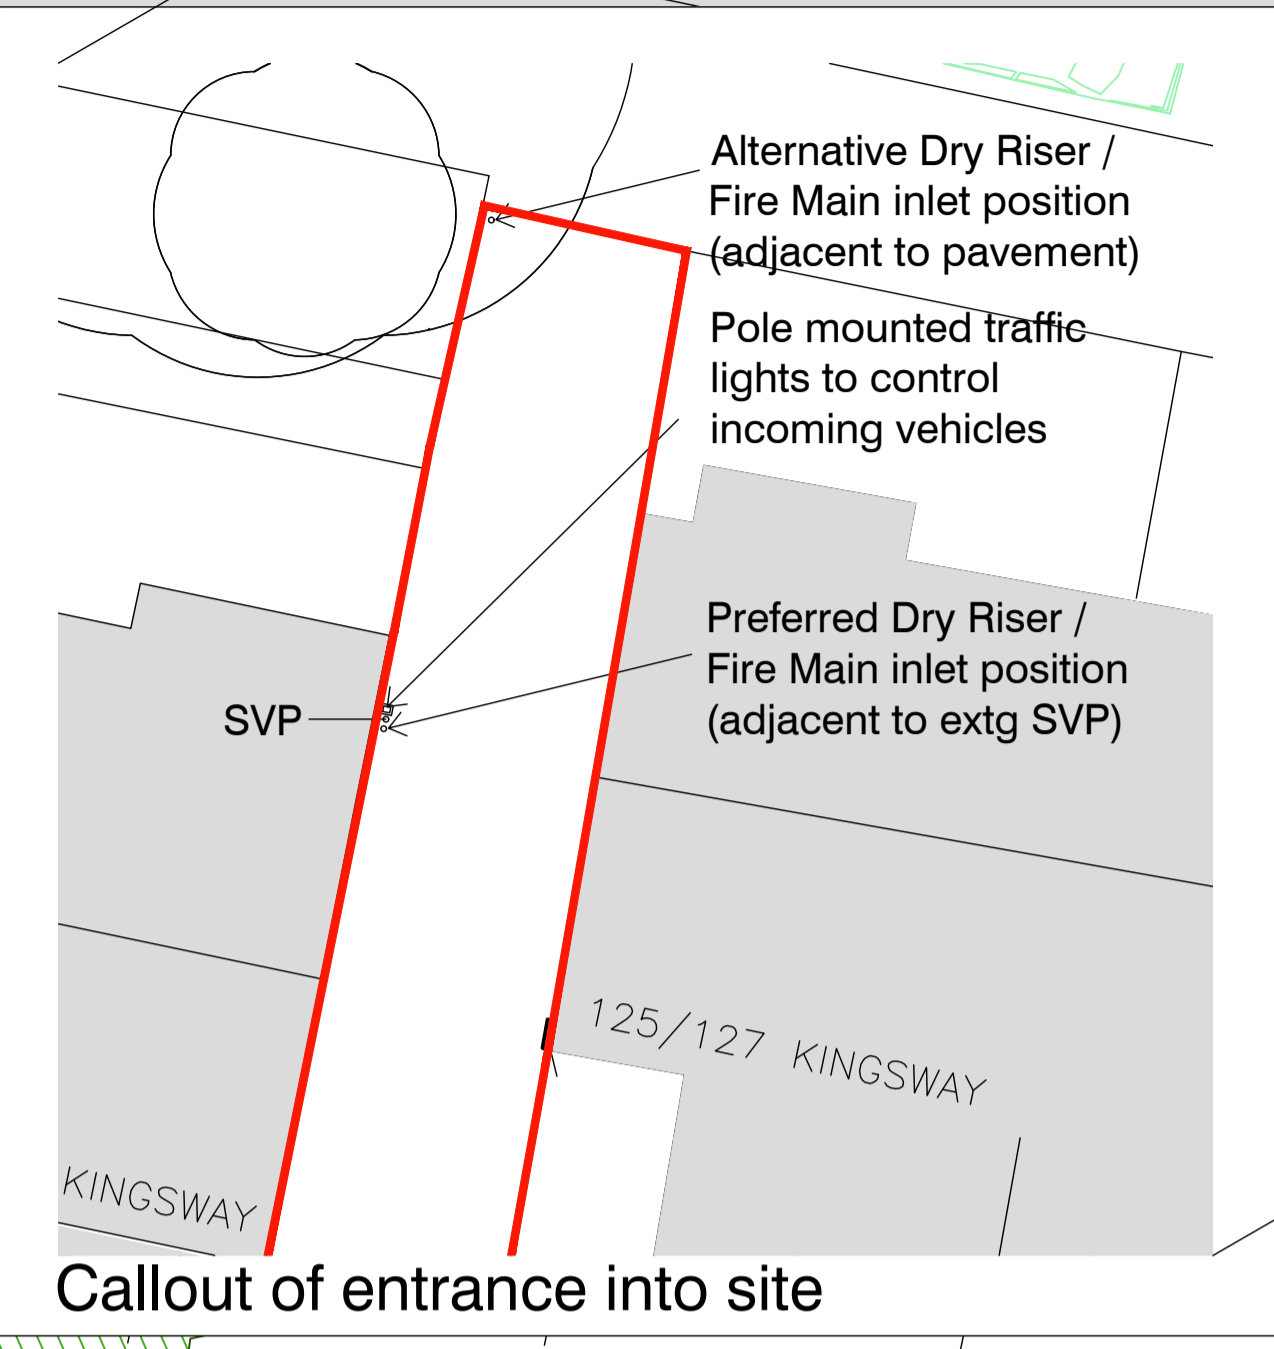 Alternative Dry Riser /
Fire Main inlet position
(adjacent to pavement)
Pole mounted traffic
lights to control
incoming vehicles
Preferred Dry Riser /
Fire Main inlet position
(adjacent to extg SVP)
SVP
125/127 KINGSWAY
KINGSWAY
Callout of entrance into site